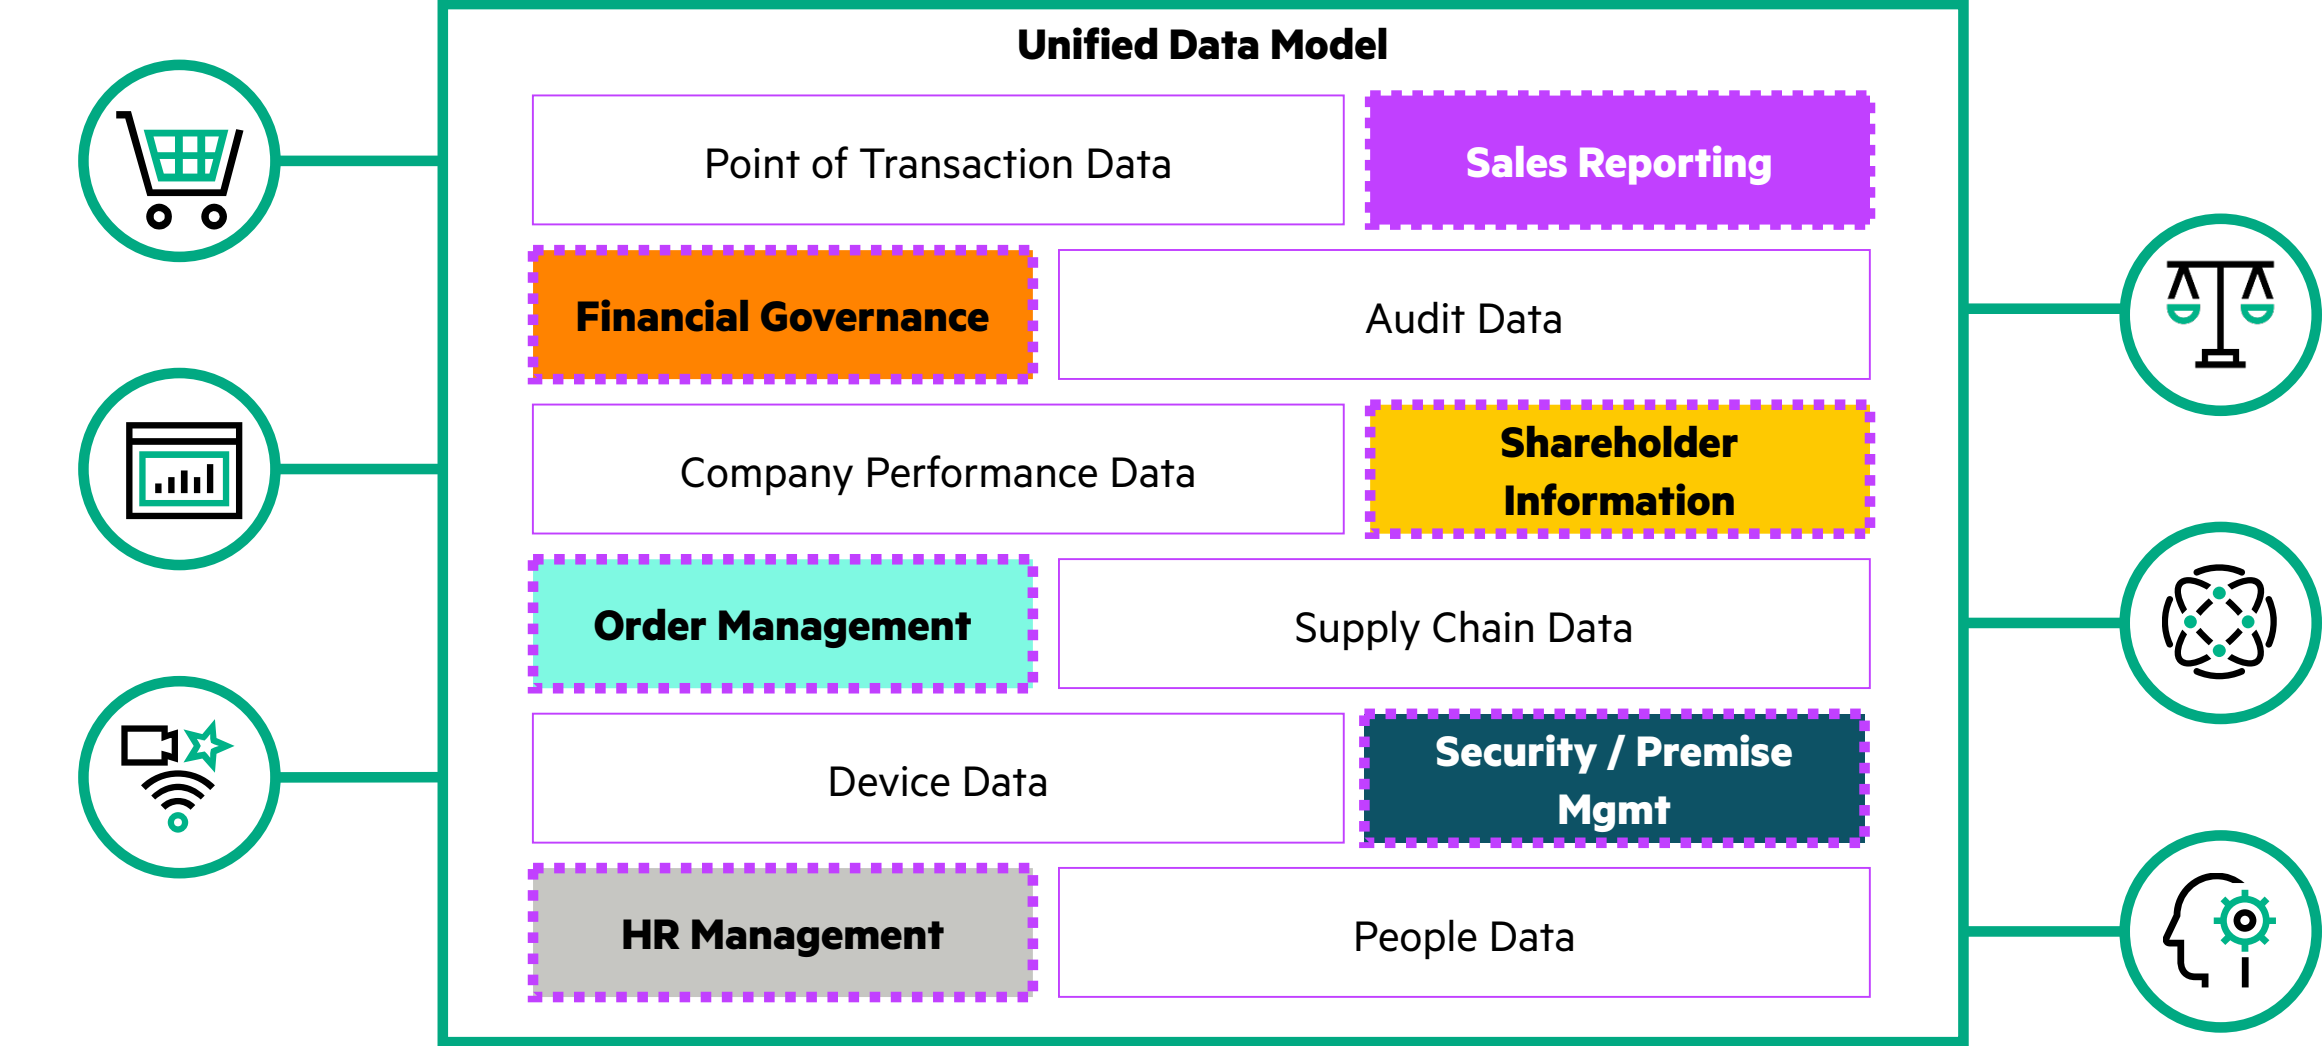 Unified Data Model
Point of Transaction Data
Sales Reporting
Financial Governance
Audit Data
Company Performance Data
Shareholder
Information
Order Management
Supply Chain Data
Device Data
Security / Premise
Mgmt
HR Management
People Data